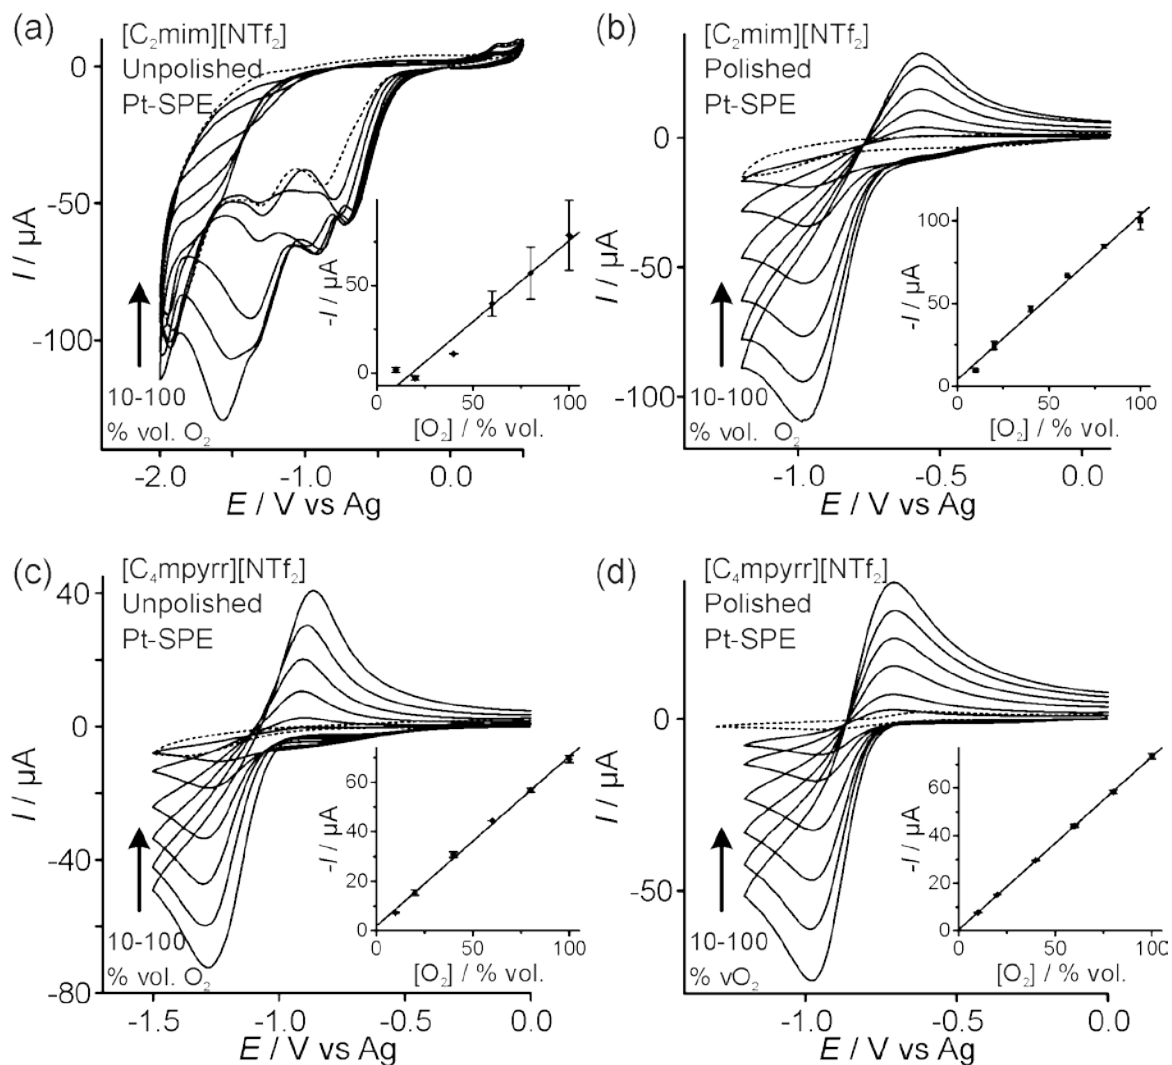 (a)
[C₂mim][NTf₂]
Unpolished
Pt-SPE
0
-50
-100
I / μA
10-100
% vol. O₂
-2.0
-1.0
0.0
E / V vs Ag
50
0
-I / μA
0
50
100
[O₂] / % vol.
(b)
[C₂mim][NTf₂]
Polished
Pt-SPE
0
-50
-100
I / μA
10-100
% vol. O₂
-1.0
-0.5
0.0
E / V vs Ag
100
50
0
-I / μA
0
50
100
[O₂] / % vol.
(c)
[C₄mpyrr][NTf₂]
Unpolished
Pt-SPE
40
0
-40
-80
I / μA
10-100
% vol. O₂
-1.5
-1.0
-0.5
0.0
E / V vs Ag
60
40
20
0
-I / μA
0
50
100
[O₂] / % vol.
(d)
[C₄mpyrr][NTf₂]
Polished
Pt-SPE
0
-50
I / μA
10-100
% vO₂
-1.0
-0.5
0.0
E / V vs Ag
60
40
20
0
-I / μA
0
50
100
[O₂] / % vol.